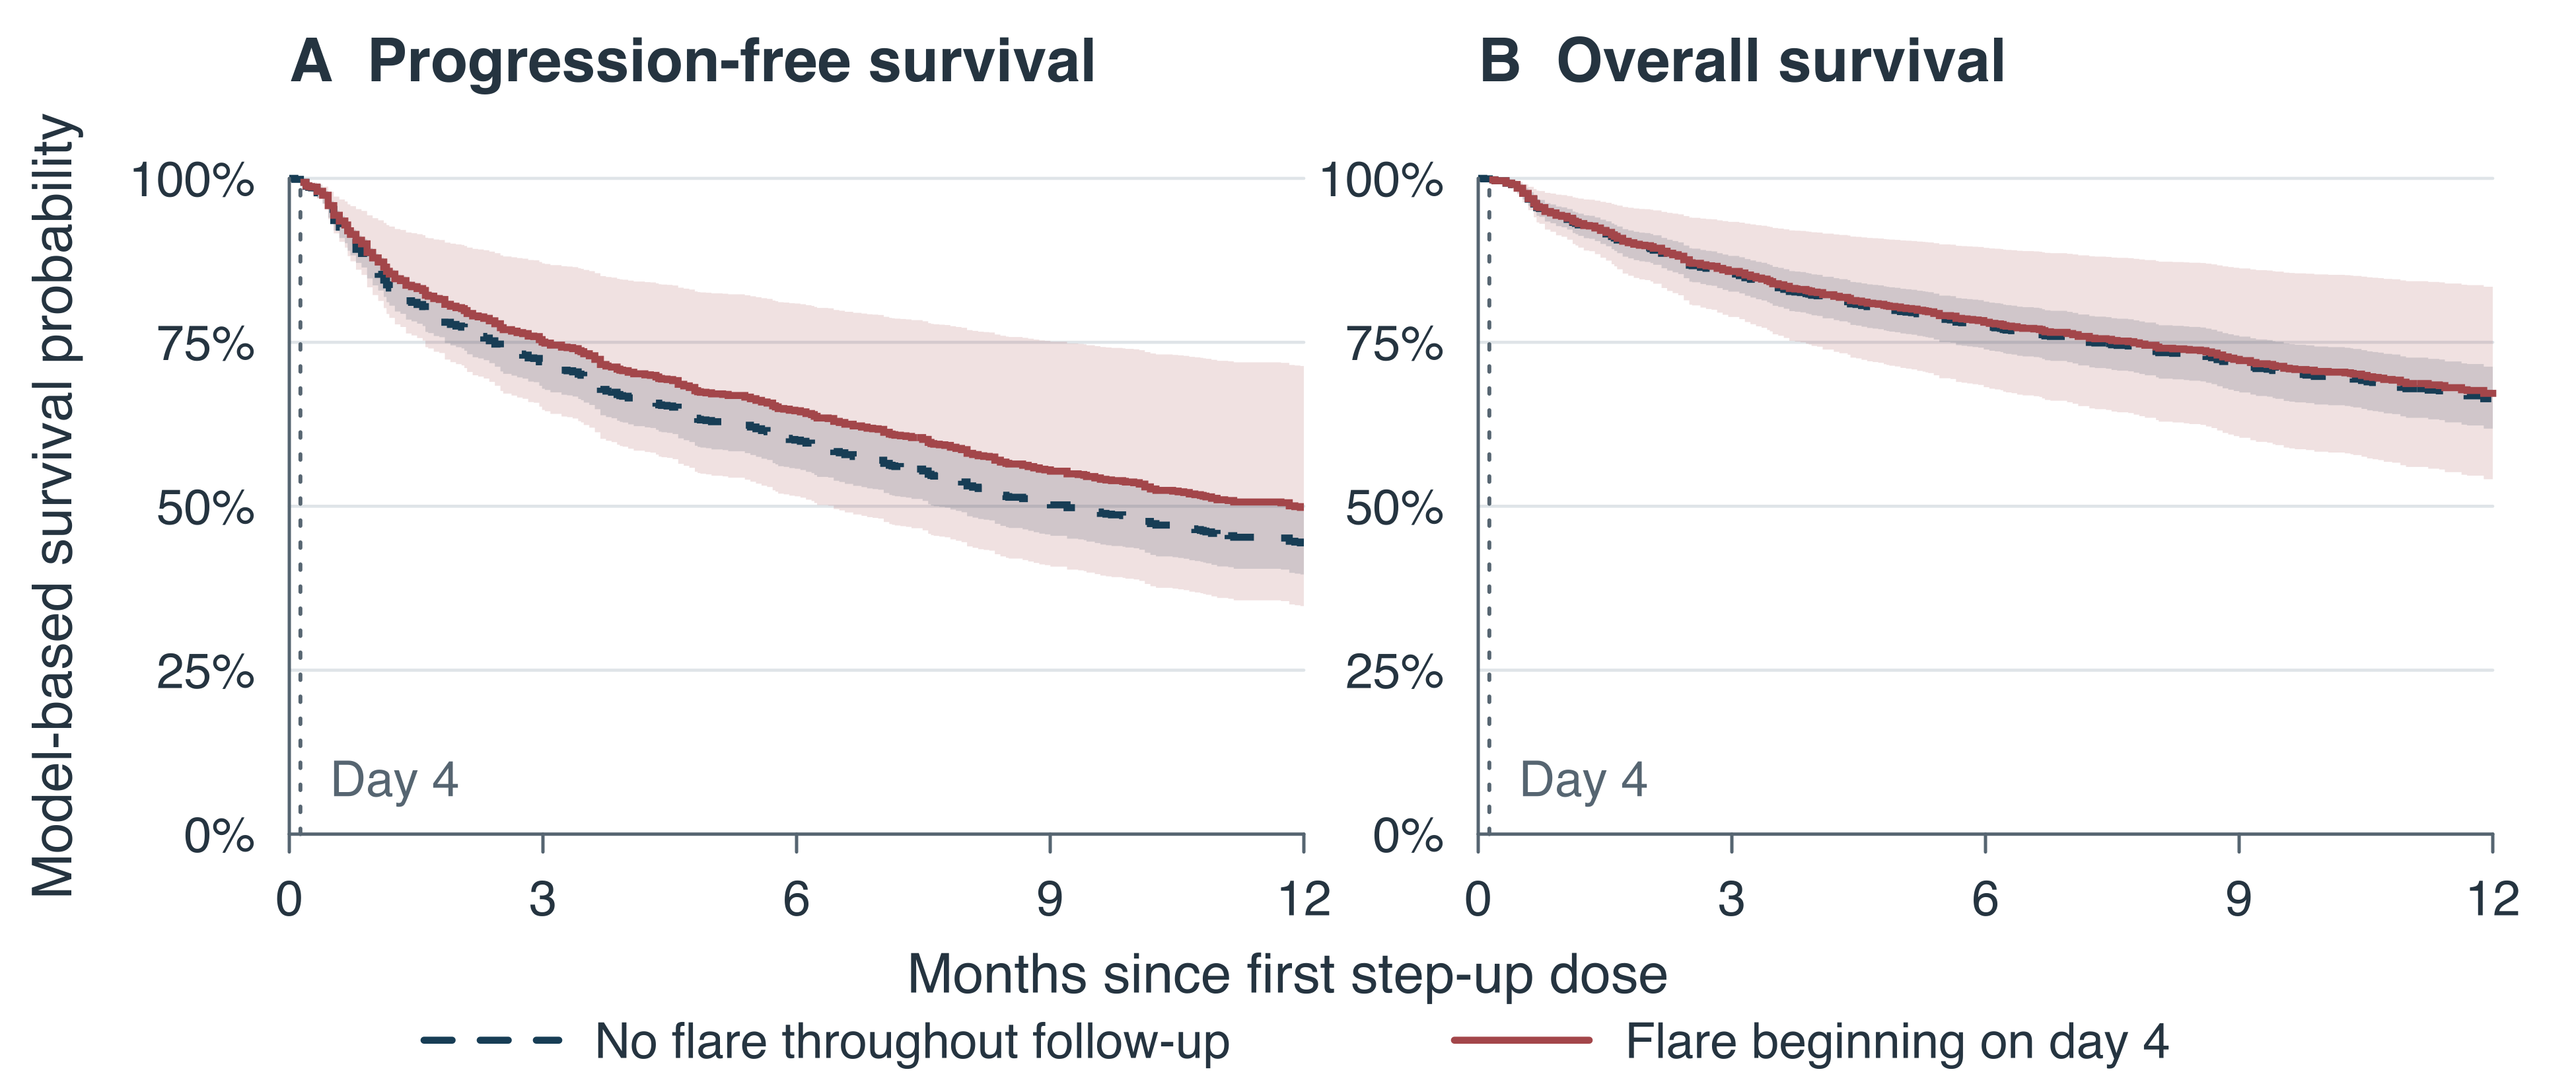 A Progression-free survival
B Overall survival
Model-based survival probability
100%
75%
50%
25%
0%
Day 4
0 3 6 9 12
100%
75%
50%
25%
0%
Day 4
0 3 6 9 12
Months since first step-up dose
No flare throughout follow-up
Flare beginning on day 4